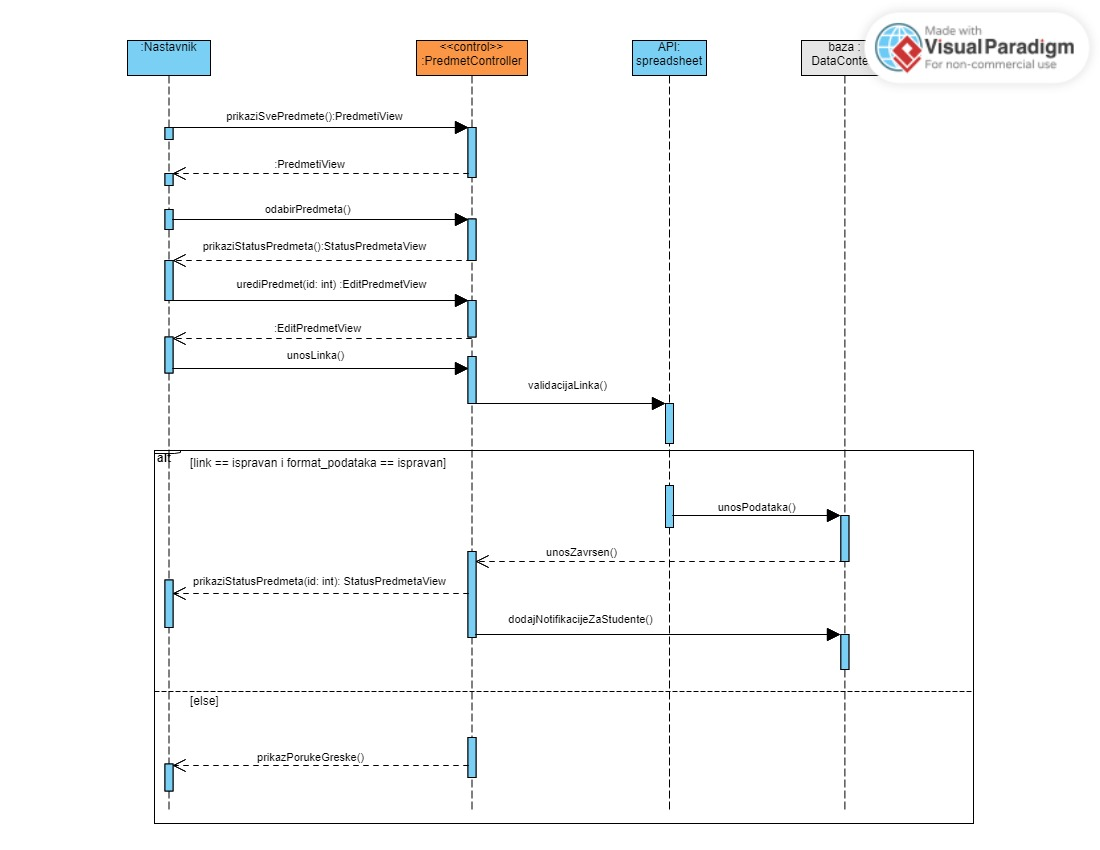 :Nastavnik
<<control>>
:PredmetController
API:
spreadsheet
baza :
Made with
VisualParadigm
For non-commercial use
prikaziSvePredmete():PredmetiView
:PredmetiView
odabirPredmeta()
prikaziStatusPredmeta():StatusPredmetaView
urediPredmet(id: int) :EditPredmetView
:EditPredmetView
unosLinka()
validacijaLinka()
alt
[link == ispravan i format_podataka == ispravan]
unosPodataka()
unosZavrsen()
prikaziStatusPredmeta(id: int): StatusPredmetaView
dodajNotifikacijeZaStudente()
[else]
prikazPorukeGreske()